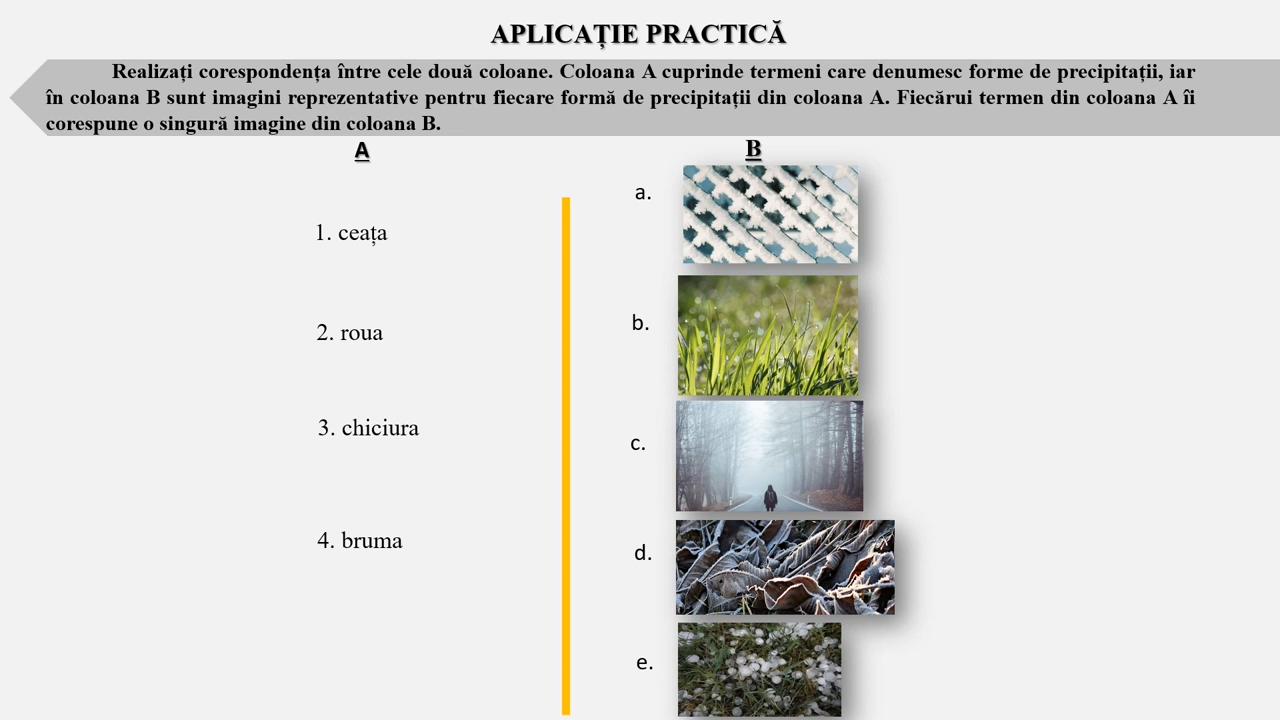 APLICAȚIE PRACTICĂ
Realizați corespondența între cele două coloane. Coloana A cuprinde termeni care denumesc forme de precipitații, iar
în coloana B sunt imagini reprezentative pentru fiecare formă de precipitații din coloana A. Fiecărui termen din coloana A îi
corespune o singură imagine din coloana B.
A
1. ceața
2. roua
3. chiciura
4. bruma
B
a.
b.
c.
d.
e.